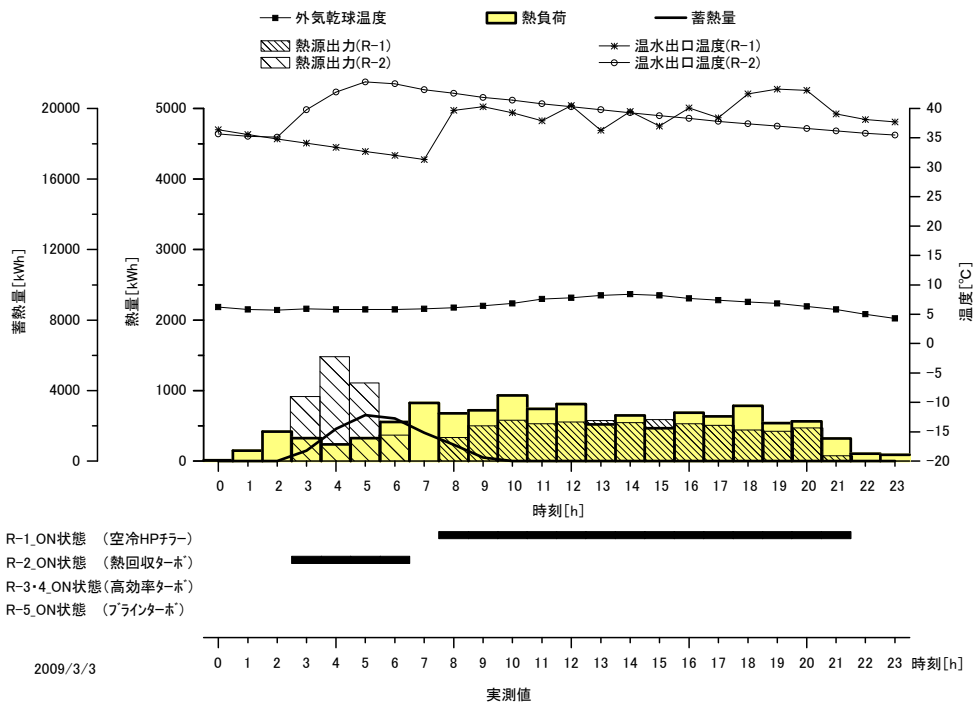 外気乾球温度 熱負荷 蓄熱量
熱源出力(R-1) 温水出口温度(R-1)
熱源出力(R-2) 温水出口温度(R-2)
20000 5000 40
35
16000 4000 30
25
12000 3000 20
15
10
8000 2000 5
0
4000 1000 -5
-10
-15
0 0 -20
蓄熱量[kWh]
熱量[kWh]
温度[℃]
0 1 2 3 4 5 6 7 8 9 10 11 12 13 14 15 16 17 18 19 20 21 22 23
時刻[h]
R-1_ON状態 (空冷HPﾁﾗｰ)
R-2_ON状態 (熱回収ﾀｰﾎﾞ)
R-3・4_ON状態(高効率ﾀｰﾎﾞ)
R-5_ON状態 (ﾌﾞﾗｲﾝﾀｰﾎﾞ)
0 1 2 3 4 5 6 7 8 9 10 11 12 13 14 15 16 17 18 19 20 21 22 23 時刻[h]
2009/3/3
実測値